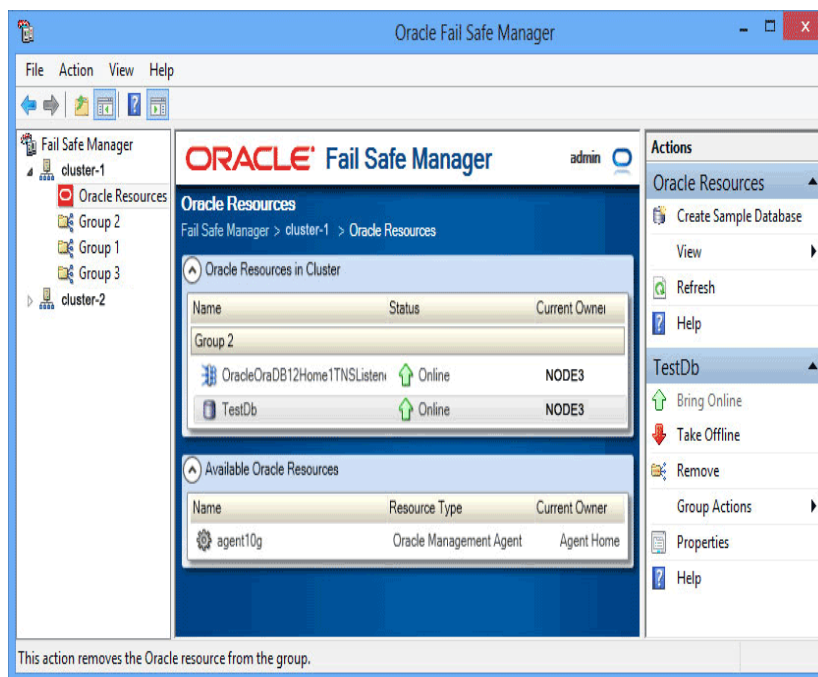 Oracle Fail Safe Manager
File Action View Help
Fail Safe Manager
cluster-1
Oracle Resources
Group 2
Group 1
Group 3
cluster-2
ORACLE' Fail Safe Manager
admin
Oracle Resources
Fail Safe Manager > cluster-1 > Oracle Resources
Oracle Resources in Cluster
Name Status Current Owner
Group 2
OracleOraDB12Home1TNSListene Online NODE3
TestDb Online NODE3
Available Oracle Resources
Name Resource Type Current Owner
agent10g Oracle Management Agent Agent Home
Actions
Oracle Resources
Create Sample Database
View
Refresh
Help
TestDb
Bring Online
Take Offline
Remove
Group Actions
Properties
Help
This action removes the Oracle resource from the group.